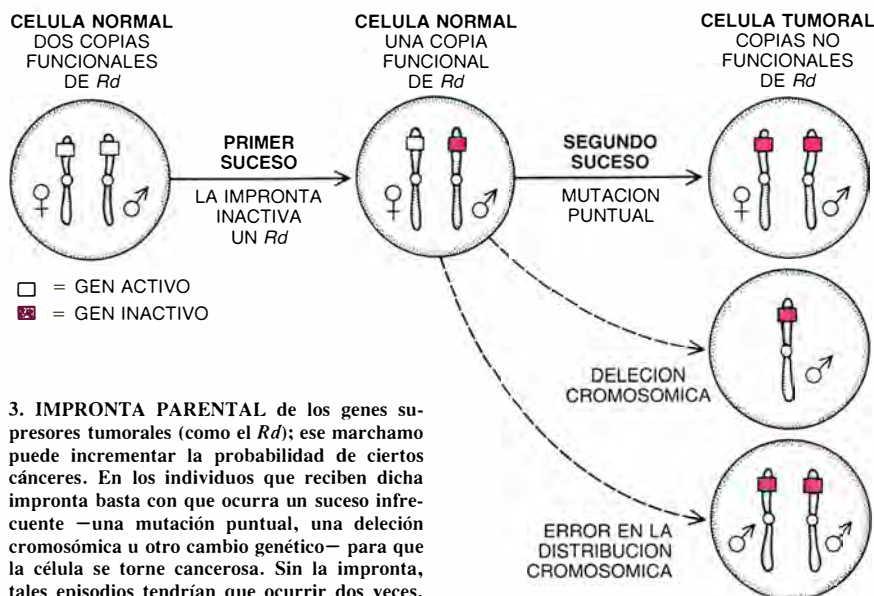 CELULA NORMAL
DOS COPIAS
FUNCIONALES
DE Rd
CELULA NORMAL
UNA COPIA
FUNCIONAL
DE Rd
CELULA TUMORAL
COPIAS NO
FUNCIONALES
DE Rd
PRIMER
SUCESO
LA IMPRONTA
INACTIVA
UN Rd
SEGUNDO
SUCESO
MUTACION
PUNTUAL
♀
♂
♀
♂
♀
♂
= GEN ACTIVO
= GEN INACTIVO
DELECION
CROMOSOMICA
♂
ERROR EN LA
DISTRIBUCION
CROMOSOMICA
♂
♂
3. IMPRONTA PARENTAL de los genes su-
presores tumorales (como el Rd); ese marchamo
puede incrementar la probabilidad de ciertos
cánceres. En los individuos que reciben dicha
impronta basta con que ocurra un suceso infre-
cuente —una mutación puntual, una deleción
cromosómica u otro cambio genético— para que
la célula se torne cancerosa. Sin la impronta,
tales episodios tendrían que ocurrir dos veces.